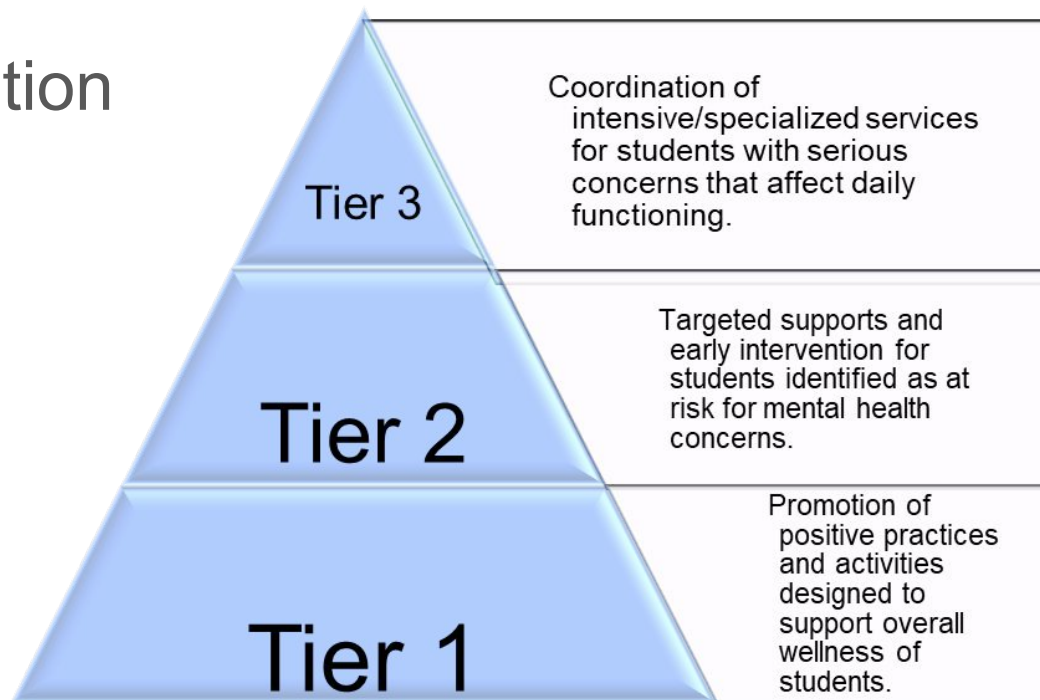 tion
Coordination of
intensive/specialized services
for students with serious
concerns that affect daily
functioning.
Tier 3
Targeted supports and
early intervention for
students identified as at
risk for mental health
concerns.
Tier 2
Promotion of
positive practices
and activities
designed to
support overall
wellness of
students.
Tier 1